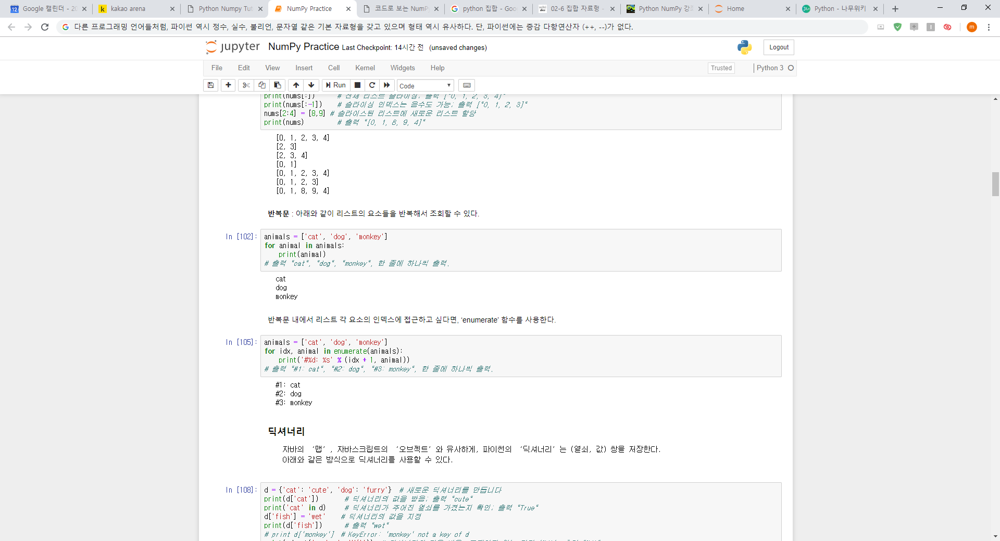 Google 캘린더 - 20
kakao arena
Python Numpy Tut
NumPy Practice
코드로 보는 NumP
python 집합 - Goo
02-6 집합 자료형 -
Python NumPy 강
Home
Python - 나무위키
다른 프로그래밍 언어들처럼, 파이썬 역시 정수, 실수, 불리언, 문자열 같은 기본 자료형을 갖고 있으며 형태 역시 유사하다. 단, 파이썬에는 증감 다항연산자 (++, --)가 없다.
jupyter NumPy Practice Last Checkpoint: 14시간 전 (unsaved changes)
Logout
File Edit View Insert Cell Kernel Widgets Help
Trusted
Python 3
Run
Code
print(nums[:]) # 전체 리스트 슬라이싱; 출력 ["0, 1, 2, 3, 4]"
print(nums[:-1]) # 슬라이싱 인덱스는 음수도 가능; 출력 ["0, 1, 2, 3]"
nums[2:4] = [8,9] # 슬라이스된 리스트에 새로운 리스트 할당
print(nums) # 출력 "[0, 1, 8, 9, 4]"
[0, 1, 2, 3, 4]
[2, 3]
[2, 3, 4]
[0, 1]
[0, 1, 2, 3, 4]
[0, 1, 2, 3]
[0, 1, 8, 9, 4]
반복문 : 아래와 같이 리스트의 요소들을 반복해서 조회할 수 있다.
In [102]: animals = ['cat', 'dog', 'monkey']
for animal in animals:
print(animal)
# 출력 "cat", "dog", "monkey", 한 줄에 하나씩 출력.
cat
dog
monkey
반복문 내에서 리스트 각 요소의 인덱스에 접근하고 싶다면, ‘enumerate’ 함수를 사용한다.
In [105]: animals = ['cat', 'dog', 'monkey']
for idx, animal in enumerate(animals):
print('#%d: %s' % (idx + 1, animal))
# 출력 "#1: cat", "#2: dog", "#3: monkey", 한 줄에 하나씩 출력.
#1: cat
#2: dog
#3: monkey
딕셔너리
자바의 ‘맵’, 자바스크립트의 ‘오브젝트’와 유사하게, 파이썬의 ‘딕셔너리’는 (열쇠, 값) 쌍을 저장한다.
아래와 같은 방식으로 딕셔너리를 사용할 수 있다.
In [108]: d = {'cat': 'cute', 'dog': 'furry'} # 새로운 딕셔너리를 만듭니다
print(d['cat']) # 딕셔너리의 값을 받음; 출력 "cute"
print('cat' in d) # 딕셔너리가 주어진 열쇠를 가졌는지 확인; 출력 "True"
d['fish'] = 'wet' # 딕셔너리의 값을 지정
print(d['fish']) # 출력 "wet"
# print d['monkey'] # KeyError: 'monkey' not a key of d